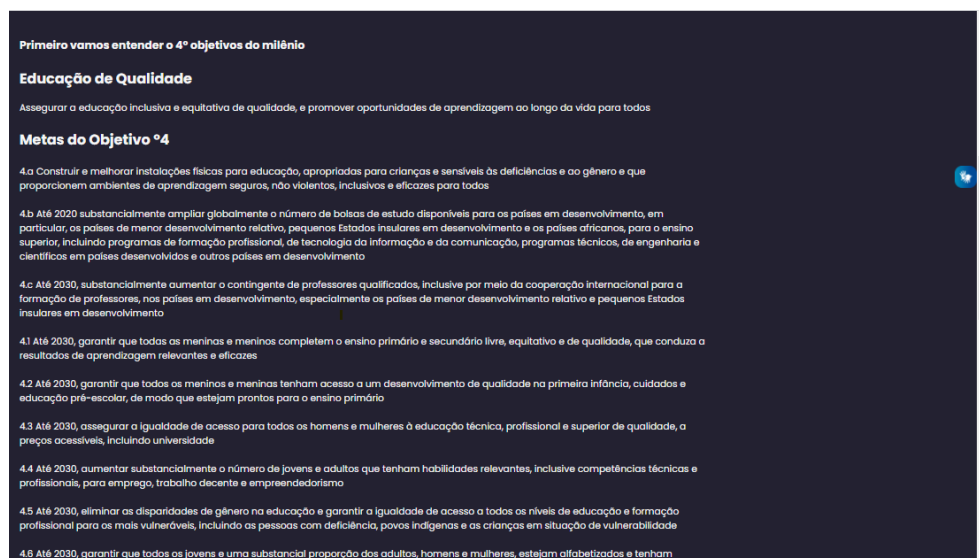 Primeiro vamos entender o 4º objetivos do milênio
Educação de Qualidade
Assegurar a educação inclusiva e equitativa de qualidade, e promover oportunidades de aprendizagem ao longo da vida para todos
Metas do Objetivo º4
4.a Construir e melhorar instalações físicas para educação, apropriadas para crianças e sensíveis às deficiências e ao gênero e que
proporcionem ambientes de aprendizagem seguros, não violentos, inclusivos e eficazes para todos
4.b Até 2020 substancialmente ampliar globalmente o número de bolsas de estudo disponíveis para os países em desenvolvimento, em
particular, os países de menor desenvolvimento relativo, pequenos Estados insulares em desenvolvimento e os países africanos, para o ensino
superior, incluindo programas de formação profissional, de tecnologia da informação e da comunicação, programas técnicos, de engenharia e
científicos em países desenvolvidos e outros países em desenvolvimento
4.c Até 2030, substancialmente aumentar o contingente de professores qualificados, inclusive por meio da cooperação internacional para a
formação de professores, nos países em desenvolvimento, especialmente os países de menor desenvolvimento relativo e pequenos Estados
insulares em desenvolvimento
4.1 Até 2030, garantir que todas as meninas e meninos completem o ensino primário e secundário livre, equitativo e de qualidade, que conduza a
resultados de aprendizagem relevantes e eficazes
4.2 Até 2030, garantir que todos os meninos e meninas tenham acesso a um desenvolvimento de qualidade na primeira infância, cuidados e
educação pré-escolar, de modo que estejam prontos para o ensino primário
4.3 Até 2030, assegurar a igualdade de acesso para todos os homens e mulheres à educação técnica, profissional e superior de qualidade, a
preços acessíveis, incluindo universidade
4.4 Até 2030, aumentar substancialmente o número de jovens e adultos que tenham habilidades relevantes, inclusive competências técnicas e
profissionais, para emprego, trabalho decente e empreendedorismo
4.5 Até 2030, eliminar as disparidades de gênero na educação e garantir a igualdade de acesso a todos os níveis de educação e formação
profissional para os mais vulneráveis, incluindo as pessoas com deficiência, povos indígenas e as crianças em situação de vulnerabilidade
4.6 Até 2030, garantir que todos os jovens e uma substancial proporção dos adultos, homens e mulheres, estejam alfabetizados e tenham